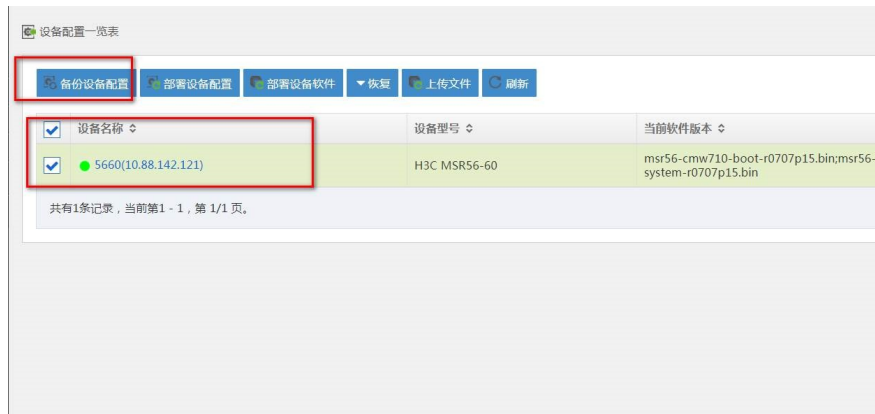 设备配置一览表
备份设备配置 部署设备配置 部署设备软件 恢复 上传文件 刷新
设备名称 设备型号 当前软件版本
5660(10.88.142.121) H3C MSR56-60 msr56-cmw710-boot-r0707p15.bin;msr56-
system-r0707p15.bin
共有1条记录，当前第1 - 1，第 1/1 页。